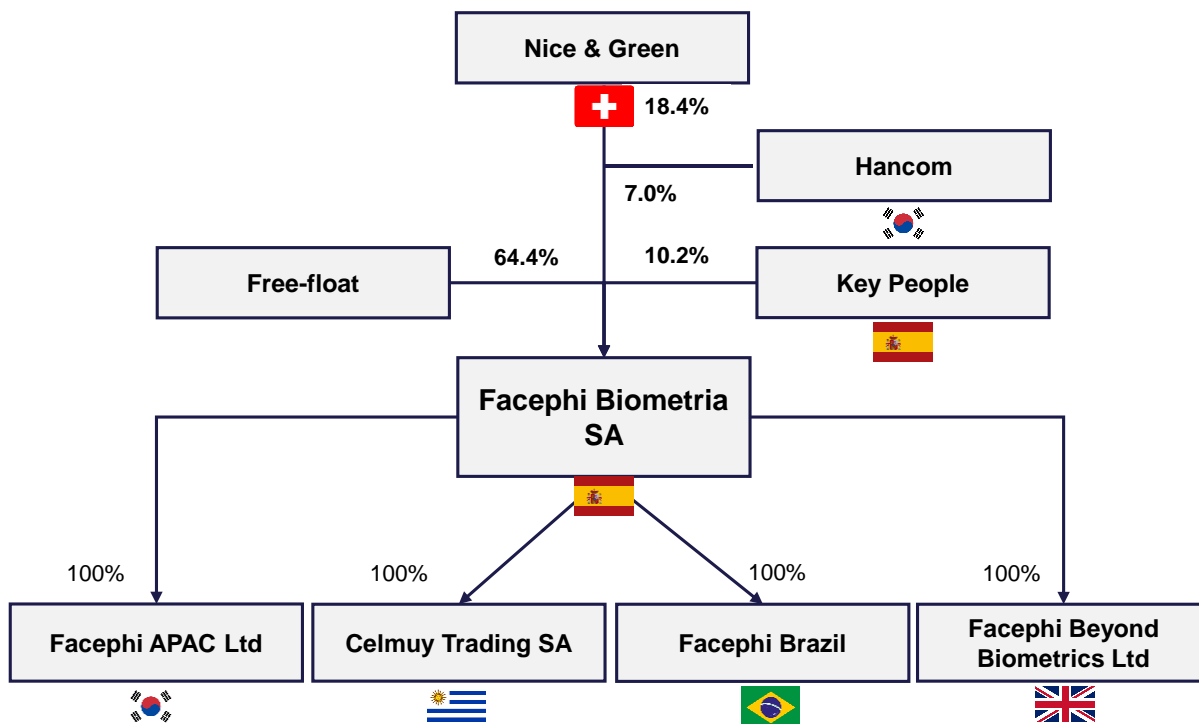 Nice & Green
18.4%
Hancom
7.0%
64.4%
10.2%
Free-float
Key People
Facephi Biometria
SA
100%
100%
100%
100%
Facephi APAC Ltd
Celmuy Trading SA
Facephi Brazil
Facephi Beyond
Biometrics Ltd